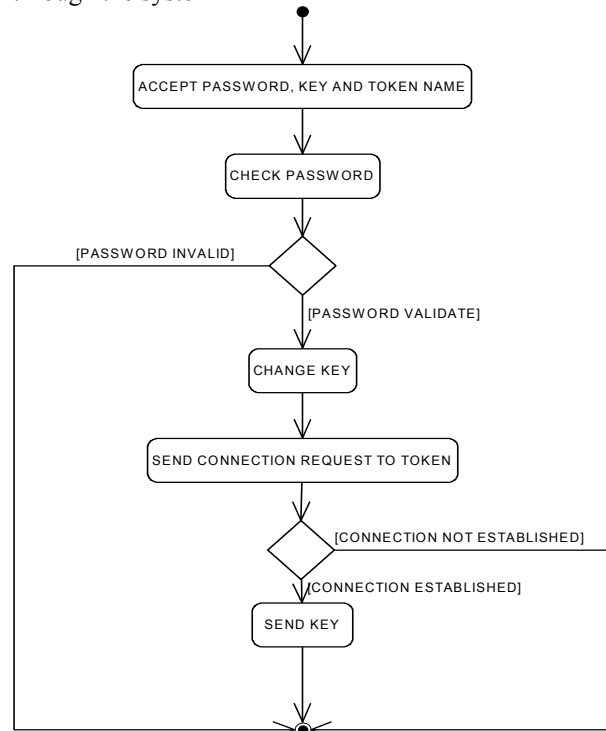 ACCEPT PASSWORD, KEY AND TOKEN NAME
CHECK PASSWORD
[PASSWORD INVALID]
[PASSWORD VALIDATE]
CHANGE KEY
SEND CONNECTION REQUEST TO TOKEN
[CONNECTION NOT ESTABLISHED]
[CONNECTION ESTABLISHED]
SEND KEY